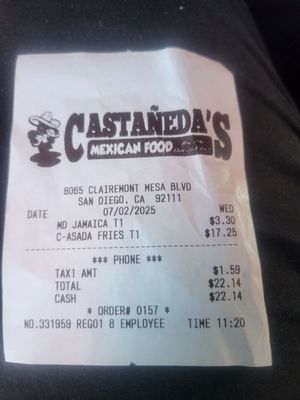 CASTAÑEDA'S
MEXICAN FOOD
8065 CLAIREMONT MESA BLVD
SAN DIEGO, CA 92111
DATE 07/02/2025 WED
MD JAMAICA T1 $3.30
C-ASADA FRIES T1 $17.25
*** PHONE ***
TAX1 AMT $1.59
TOTAL $22.14
CASH $22.14
* ORDER# 0157 *
NO.331959 REG01 8 EMPLOYEE TIME 11:20